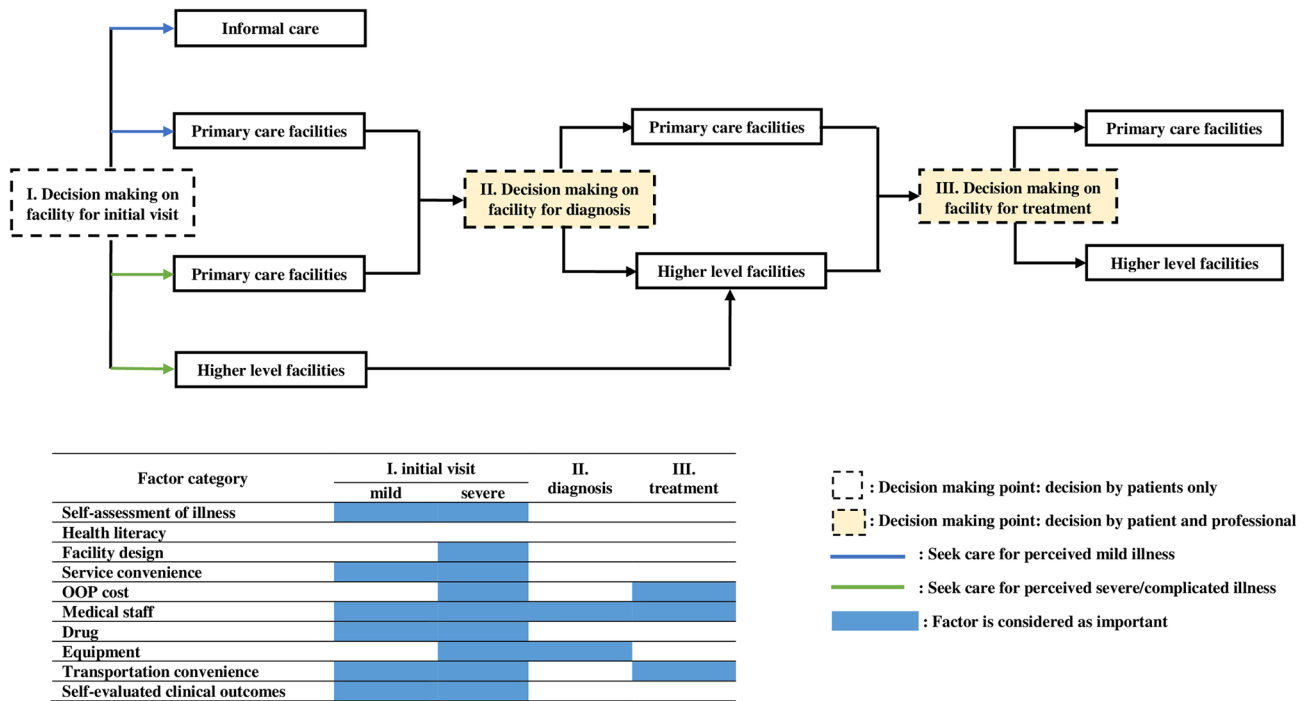 Informal care
Primary care facilities
I. Decision making on
facility for initial visit
Primary care facilities
Higher level facilities
II. Decision making on
facility for diagnosis
Primary care facilities
Higher level facilities
III. Decision making on
facility for treatment
Primary care facilities
Higher level facilities
Factor category
I. initial visit
mild
severe
II.
diagnosis
III.
treatment
Self-assessment of illness
Health literacy
Facility design
Service convenience
OOP cost
Medical staff
Drug
Equipment
Transportation convenience
Self-evaluated clinical outcomes
: Decision making point: decision by patients only
: Decision making point: decision by patient and professional
: Seek care for perceived mild illness
: Seek care for perceived severe/complicated illness
: Factor is considered as important